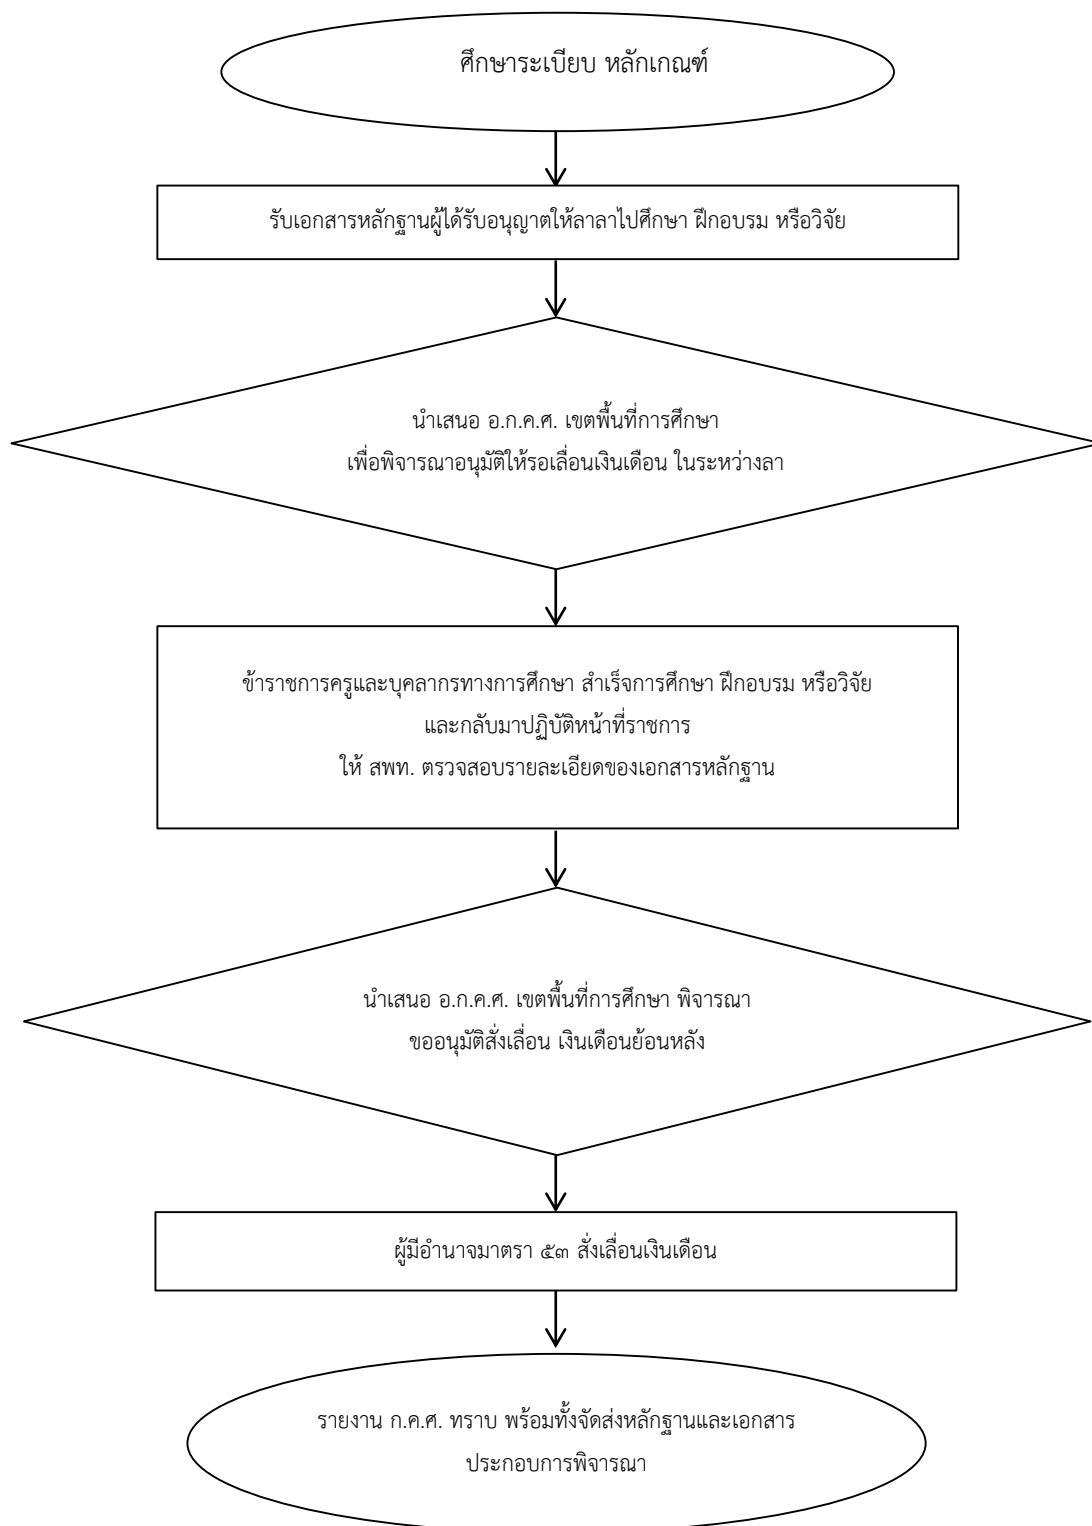 ศึกษาระเบียบ หลักเกณฑ์
รับเอกสารหลักฐานผู้ได้รับอนุญาตให้ลาลาไปศึกษา ฝึกอบรม หรือวิจัย
นำเสนอ อ.ก.ค.ศ. เขตพื้นที่การศึกษา
เพื่อพิจารณาอนุมัติให้รอเลื่อนเงินเดือน ในระหว่างลา
ข้าราชการครูและบุคลากรทางการศึกษา สำเร็จการศึกษา ฝึกอบรม หรือวิจัย
และกลับมาปฏิบัติหน้าที่ราชการ
ให้ สพท. ตรวจสอบรายละเอียดของเอกสารหลักฐาน
นำเสนอ อ.ก.ค.ศ. เขตพื้นที่การศึกษา พิจารณา
ขออนุมัติสั่งเลื่อน เงินเดือนย้อนหลัง
ผู้มีอำนาจมาตรา ๕๓ สั่งเลื่อนเงินเดือน
รายงาน ก.ค.ศ. ทราบ พร้อมทั้งจัดส่งหลักฐานและเอกสาร
ประกอบการพิจารณา